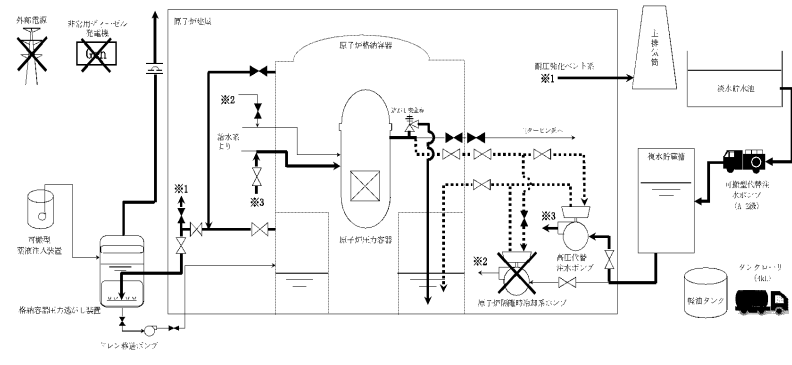 外部電源
非常用ディーゼル
発電機
Gen
原子炉建屋
原子炉格納容器
主排気筒
耐圧強化ベント系
※1
淡水貯水池
※2
逃がし安全弁
主タービン系へ
給水系
より
復水貯蔵槽
可搬型代替注
水ポンプ
(A-2級)
※1
※3
※3
可搬型
薬液注入装置
原子炉圧力容器
高圧代替
注水ポンプ
※2
タンクローリ
(4kL)
軽油タンク
原子炉隔離時冷却系ポンプ
格納容器圧力逃がし装置
ドレン移送ポンプ